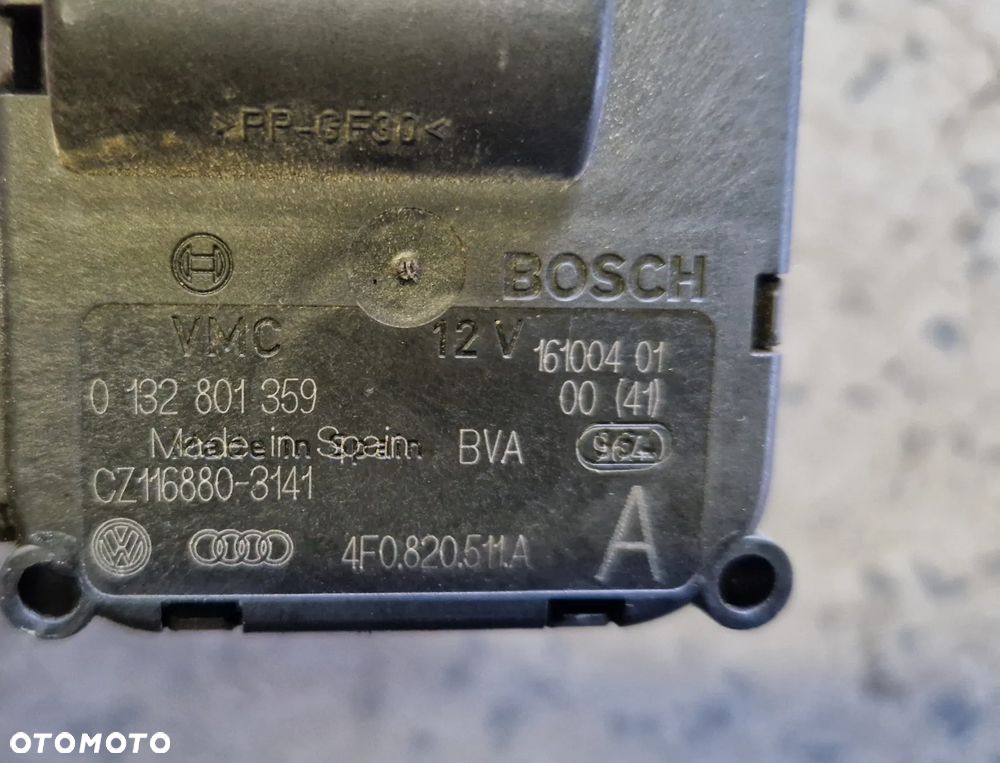 >PP-GF30<
BOSCH
VMC 12 V 161004 01
0 132 801 359 00 (41)
Made in Spain BVA
CZ116880-3141
4F0.820.511.A A
OTOMOTO